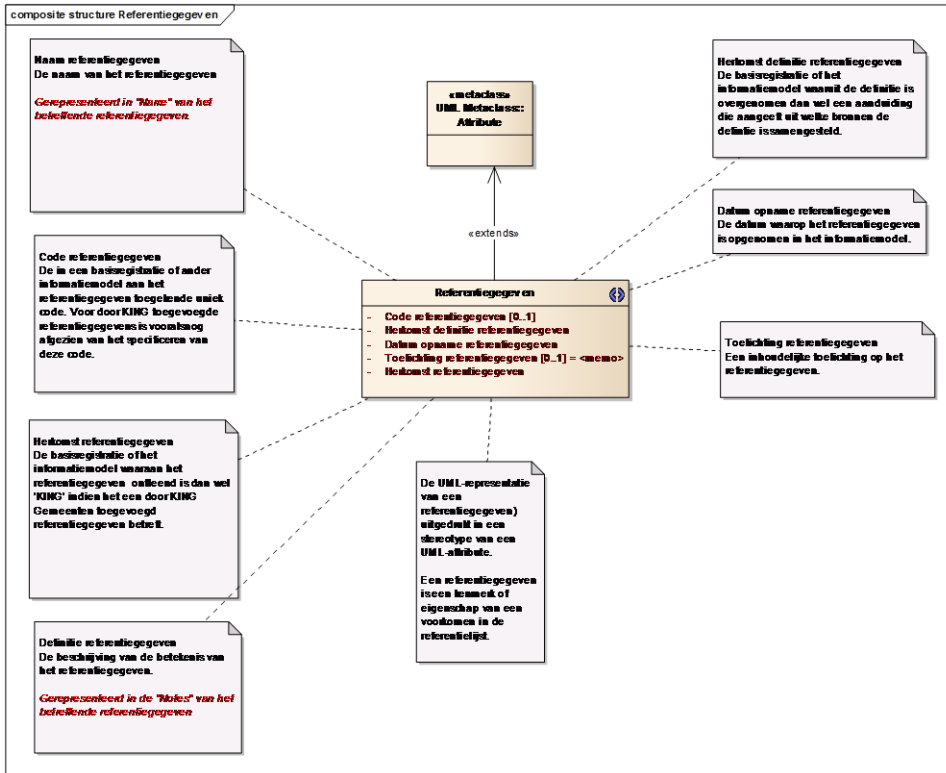 composite structure Referentiegegeven
Naam referentiegegeven
De naam van het referentiegegeven
Gerepresenteerd in "Name" van het
betreffende referentiegegeven.
«metaclass»
UML Metaclass::
Attribute
Herkomst definitie referentiegegeven
De basisregistratie of het
informatiemodel waaruit de definitie is
overgenomen dan wel een aanduiding
die aangeeft uit welke bronnen de
defintie is samengesteld.
Datum opname referentiegegeven
De datum waarop het referentiegegeven
is opgenomen in het informatiemodel.
«extends»
Code referentiegegeven
De in een basisregistratie of ander
informatiemodel aan het
referentiegegeven toegekende uniek
code. Voor door KING toegevoegde
referentiegegevens is vooralsnog
afgezien van het specificeren van
deze code.
Referentiegegeven
- Code referentiegegeven [0..1]
- Herkomst definitie referentiegegeven
- Datum opname referentiegegeven
- Toelichting referentiegegeven [0..1] = <memo>
- Herkomst referentiegegeven
Toelichting referentiegegeven
Een inhoudelijke toelichting op het
referentiegegeven.
Herkomst referentiegegeven
De basisregistratie of het
informatiemodel waaraan het
referentiegegeven ontleend is dan wel
'KING' indien het een door KING
Gemeenten toegevoegd
referentiegegeven betreft.
De UML-representatie
van een
referentiegegeven)
uitgedrukt in een
stereotype van een
UML-attribute.
Een referentiegegeven
is een kenmerk of
eigenschap van een
voorkomen in de
referentielijst.
Definitie referentiegegeven
De beschrijving van de betekenis van
het referentiegegeven.
Gerepresenteerd in de "Notes" van het
betreffende referentiegegeven